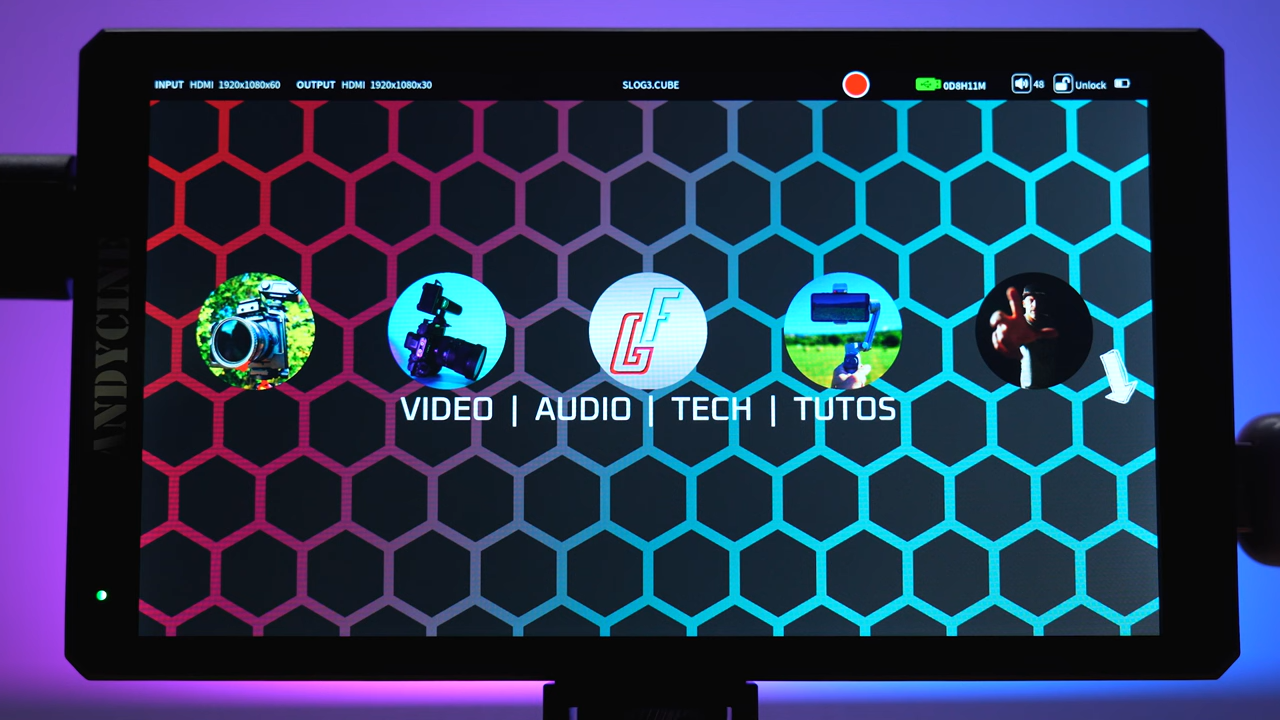 INPUT HDMI 1920x1080x60 OUTPUT HDMI 1920x1080x30 SLOG3.CUBE 0D8H11M 48 Unlock
ANDYCINE
GF
VIDEO | AUDIO | TECH | TUTOS